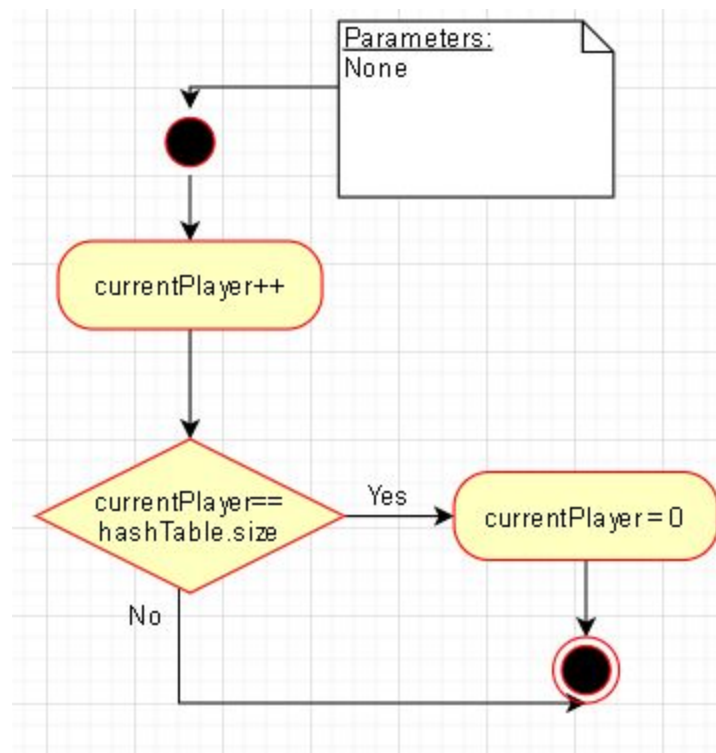 Parameters:
None
currentPlayer++
currentPlayer==
hashTable.size
Yes
currentPlayer = 0
No